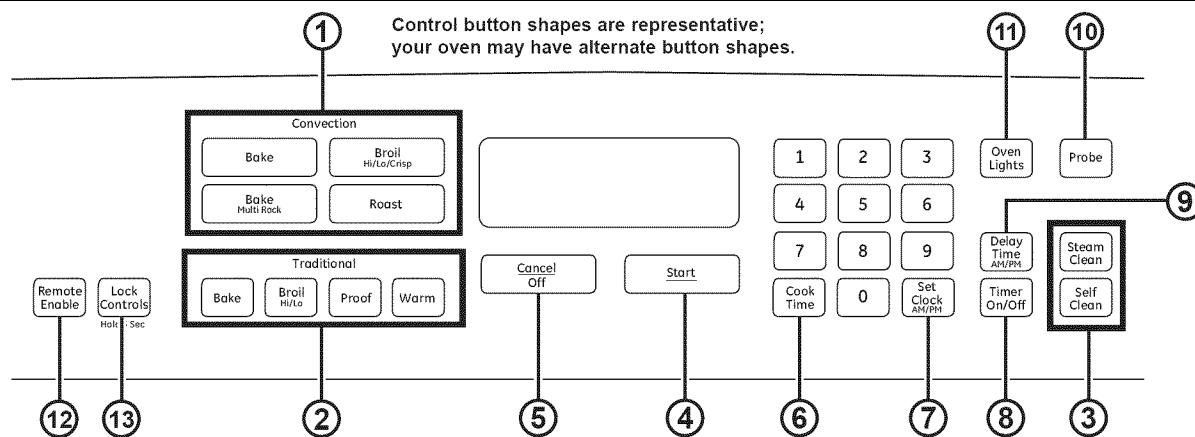 Control button shapes are representative;
your oven may have alternate button shapes.
1
11
10
Convection
Bake
Broil
Hi/Lo/Crisp
Bake
Multi Rack
Roast
1 2 3
4 5 6
7 8 9
0
Oven
Lights
Probe
9
Traditional
Bake
Broil
Hi/Lo
Proof
Warm
Cancel
Off
Start
Cook
Time
Set
Clock
AM/PM
Delay
Time
AM/PM
Timer
On/Off
Steam
Clean
Self
Clean
Remote
Enable
Lock
Controls
Sec
12
13
2
5
4
6
7
8
3